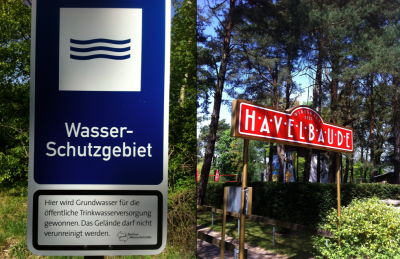 Wasser-
Schutzgebiet
Hier wird Grundwasser für die
öffentliche Trinkwasserversorgung
gewonnen. Das Gelände darf nicht
verunreinigt werden.
HAVELBAUDE